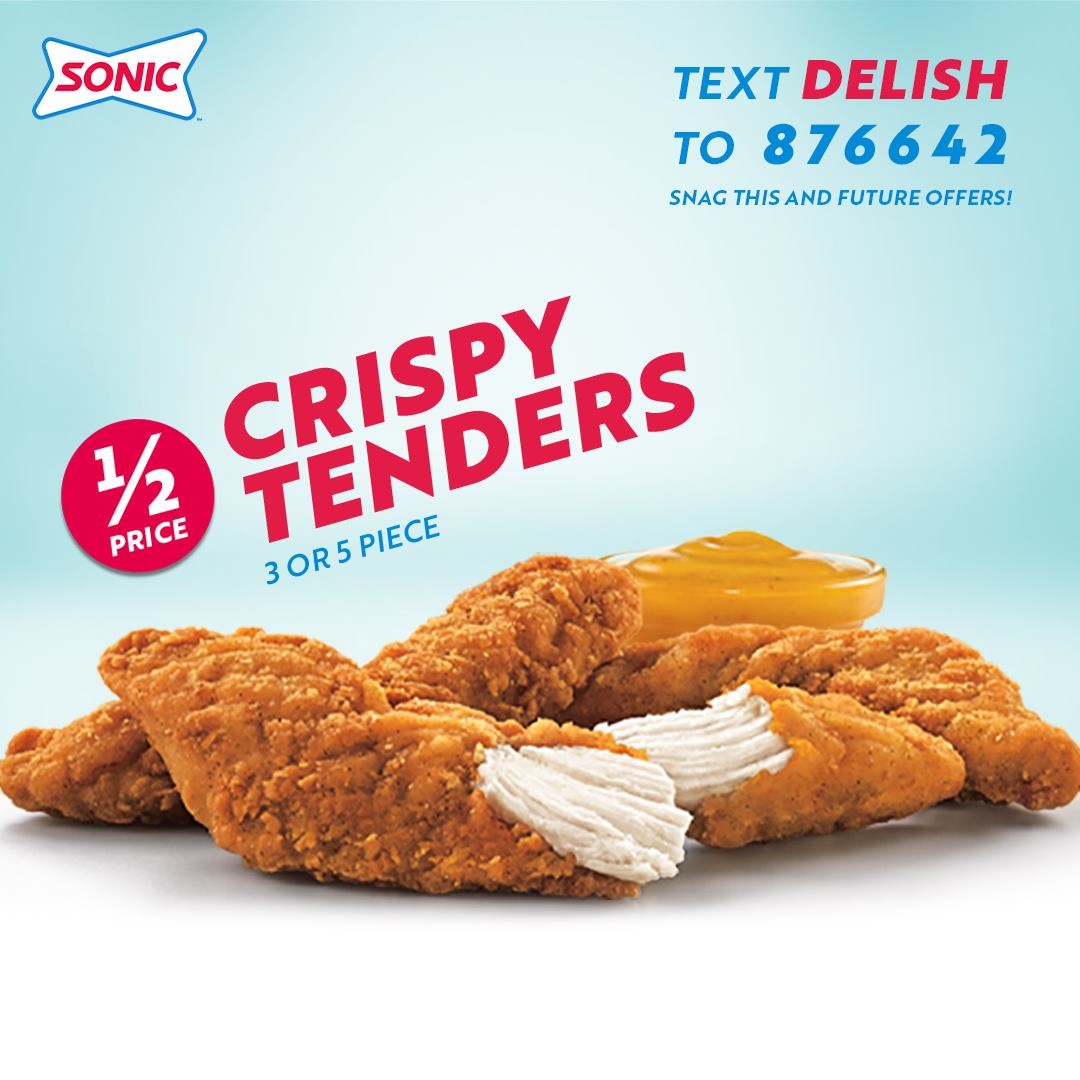 SONIC
TEXT DELISH
TO 876642
SNAG THIS AND FUTURE OFFERS!
1/2
PRICE
CRISPY
TENDERS
3 OR 5 PIECE